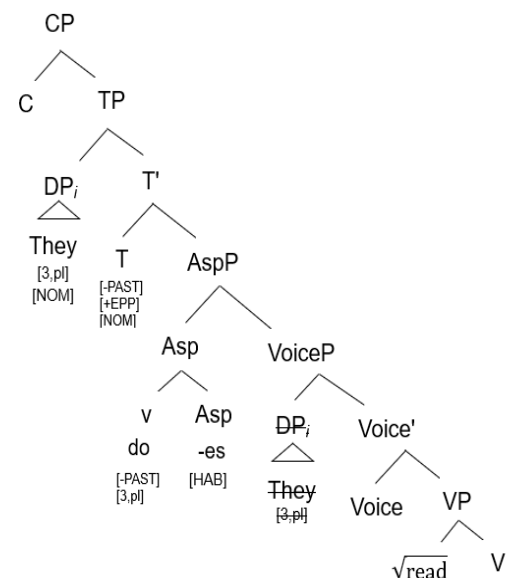 CP
C TP
DPi T'
They T AspP
[3,pl] [-PAST]
[NOM] [+EPP]
[NOM]
Asp VoiceP
v Asp DPi Voice'
do -es
[-PAST] [HAB] They Voice VP
[3,pl] [3,pl]
√read V